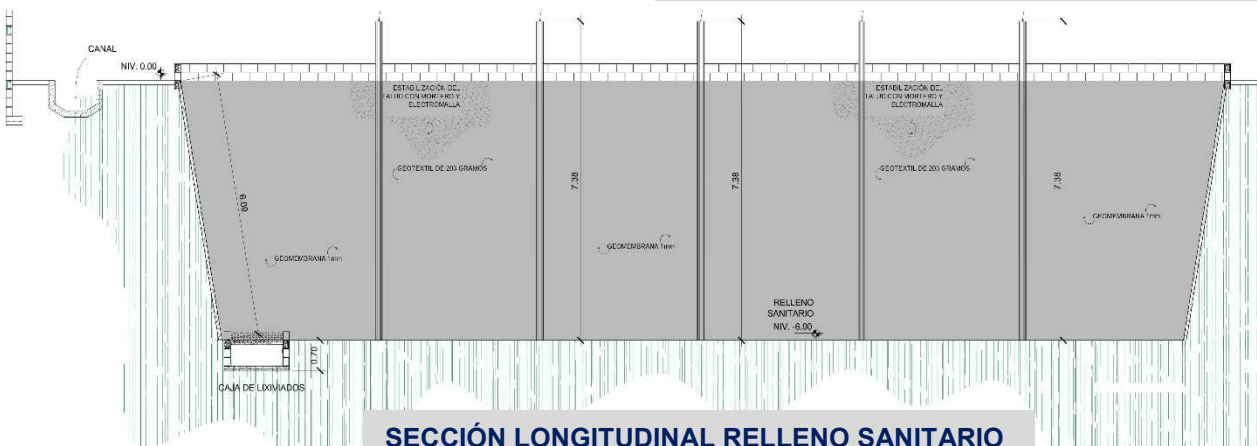 CANAL
NIV. 0.00
ESTABILIZACIÓN DEL
TALUD CON MORTERO Y
ELECTROMALLA
ESTABILIZACIÓN DEL
TALUD CON MORTERO Y
ELECTROMALLA
GEOTEXTIL DE 200 GRAMOS
GEOTEXTIL DE 200 GRAMOS
7.38
7.38
7.38
GEOMEMBRANA 1mm
GEOMEMBRANA 1mm
GEOMEMBRANA 1mm
RELLENO
SANITARIO
NIV. -6.00
0.70
CAJA DE LIXIVIADOS
SECCIÓN LONGITUDINAL RELLENO SANITARIO